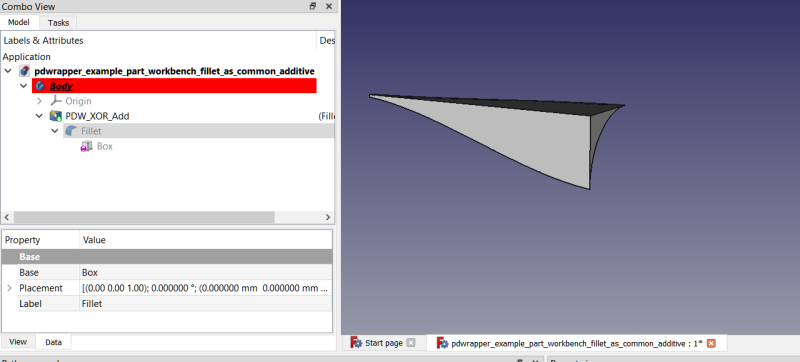 Combo View
Model Tasks
Labels & Attributes Des
Application
pdwrapper_example_part_workbench_fillet_as_common_additive
Body
Origin
PDW_XOR_Add (Fille
Fillet
Box
Property Value
Base
Base Box
Placement [(0.00 0.00 1.00); 0.000000 °; (0.000000 mm 0.000000 mm ...
Label Fillet
View Data
Start page pdwrapper_example_part_workbench_fillet_as_common_additive : 1*